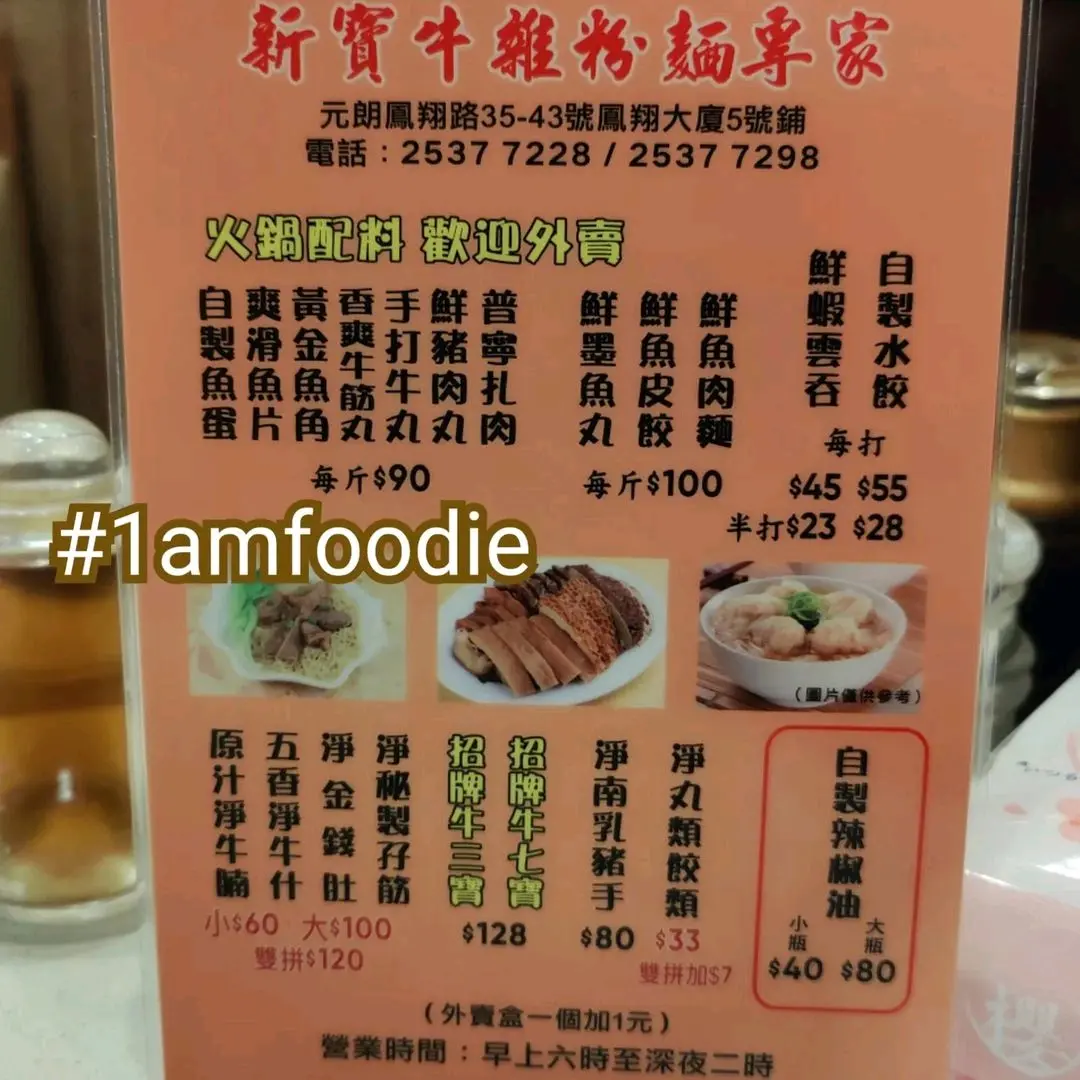 新寶牛雜粉麵專家
元朗鳳翔路35-43號鳳翔大廈5號鋪
電話：2537 7228 / 2537 7298
火鍋配料 歡迎外賣
自製魚蛋
爽滑魚片
黃金魚角
香爽牛筋丸
手打牛丸
鮮豬肉丸
普寧扎肉
每斤$90
鮮墨魚丸
鮮魚皮餃
鮮魚肉麵
每斤$100
鮮蝦雲吞
自製水餃
每打
$45 $55
半打$23 $28
#1amfoodie
（圖片僅供參考）
原汁淨牛腩
五香淨牛什
淨金錢肚
淨秘製孖筋
小$60 大$100
雙拼$120
招牌牛三寶
招牌牛七寶
$128
淨南乳豬手
$80
淨丸類餃類
$33
雙拼加$7
自製辣椒油
小瓶 大瓶
$40 $80
（外賣盒一個加1元）
營業時間：早上六時至深夜二時
櫻